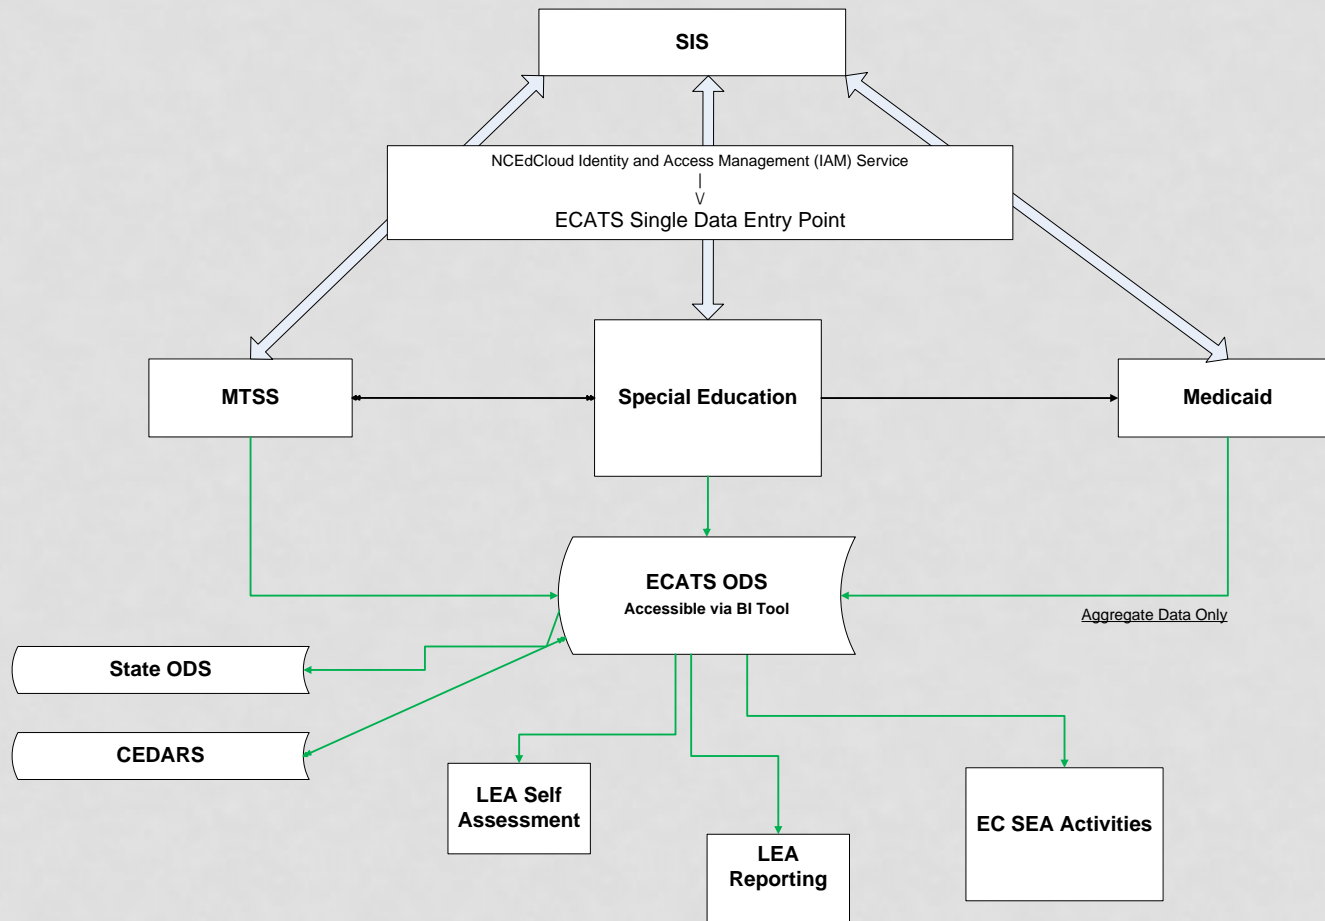 SIS
NCEdCloud Identity and Access Management (IAM) Service
|
\/
ECATS Single Data Entry Point
MTSS
Special Education
Medicaid
ECATS ODS
Accessible via BI Tool
Aggregate Data Only
State ODS
CEDARS
LEA Self
Assessment
LEA
Reporting
EC SEA Activities